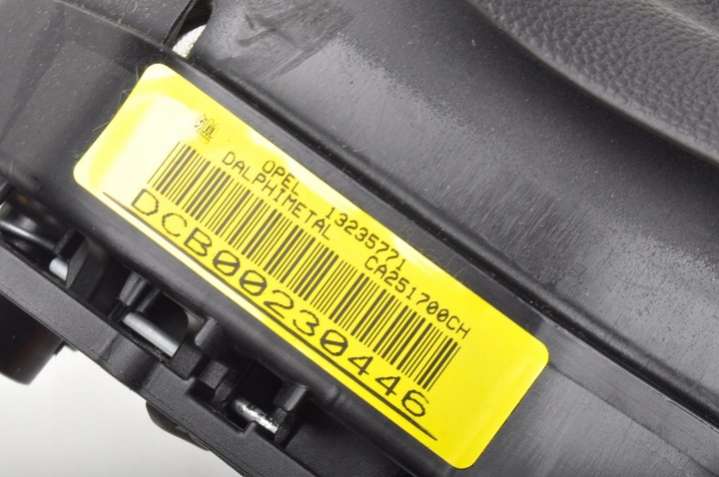 OPEL 13235771
DALPHIMETAL CA251700CH
DCB00230446